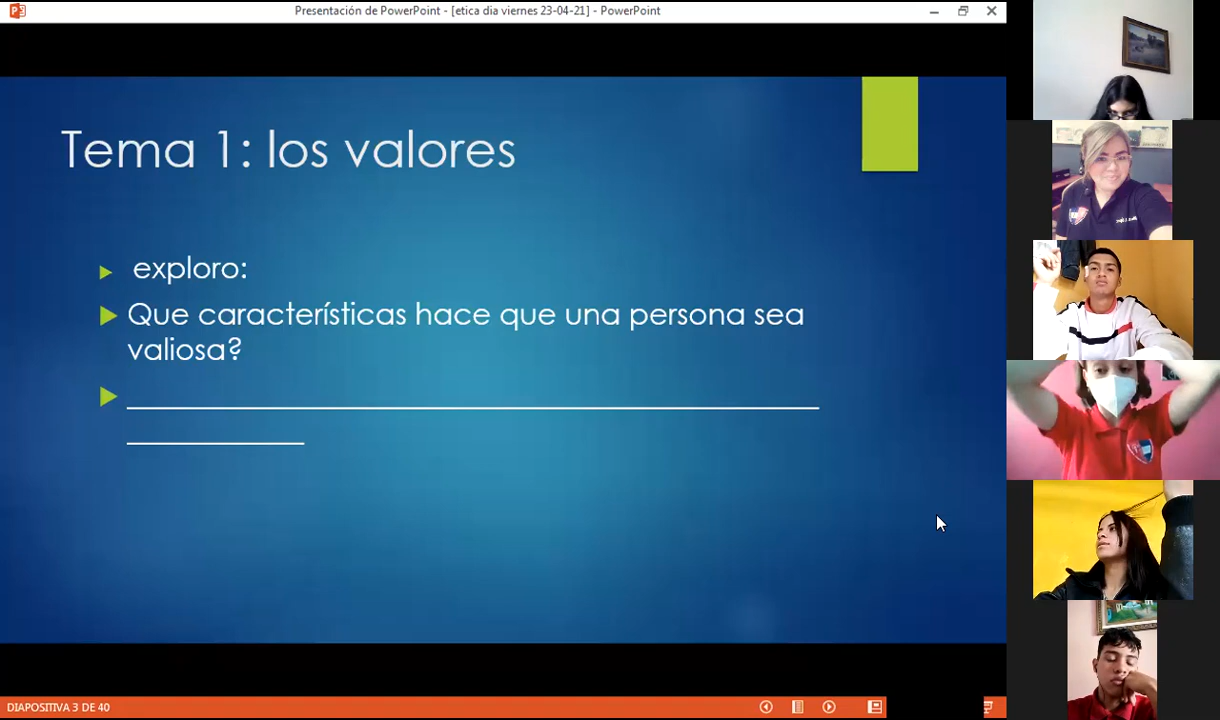 Presentación de PowerPoint - [etica dia viernes 23-04-21] - PowerPoint
Tema 1: los valores
exploro:
Que características hace que una persona sea
valiosa?
DIAPOSITIVA 3 DE 40